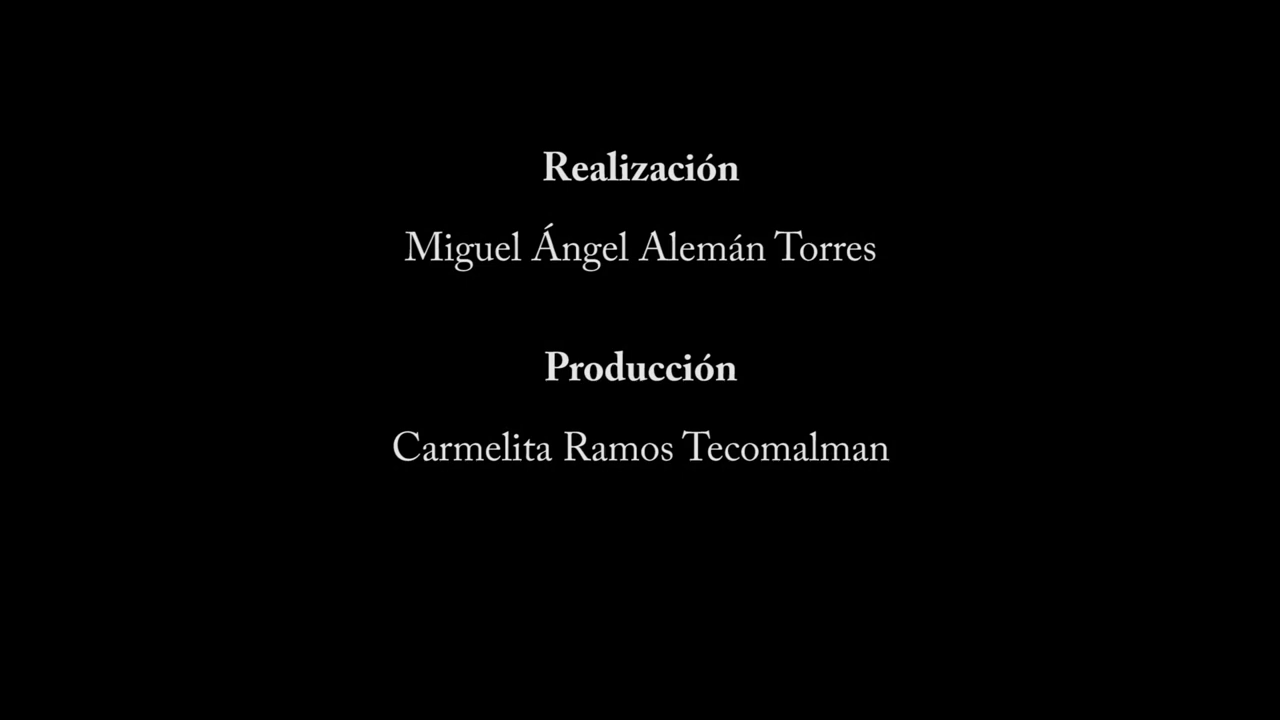 Realización
Miguel Ángel Alemán Torres
Producción
Carmelita Ramos Tecomalman